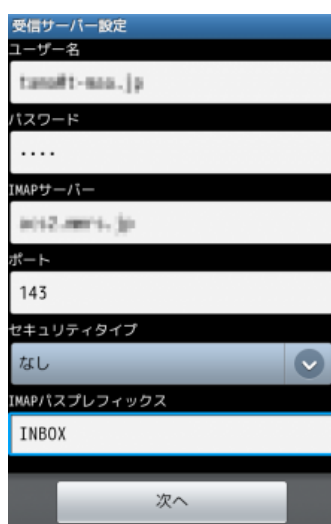 受信サーバー設定
ユーザー名
パスワード
････
IMAPサーバー
ポート
143
セキュリティタイプ
なし
IMAPパスプレフィックス
INBOX
次へ